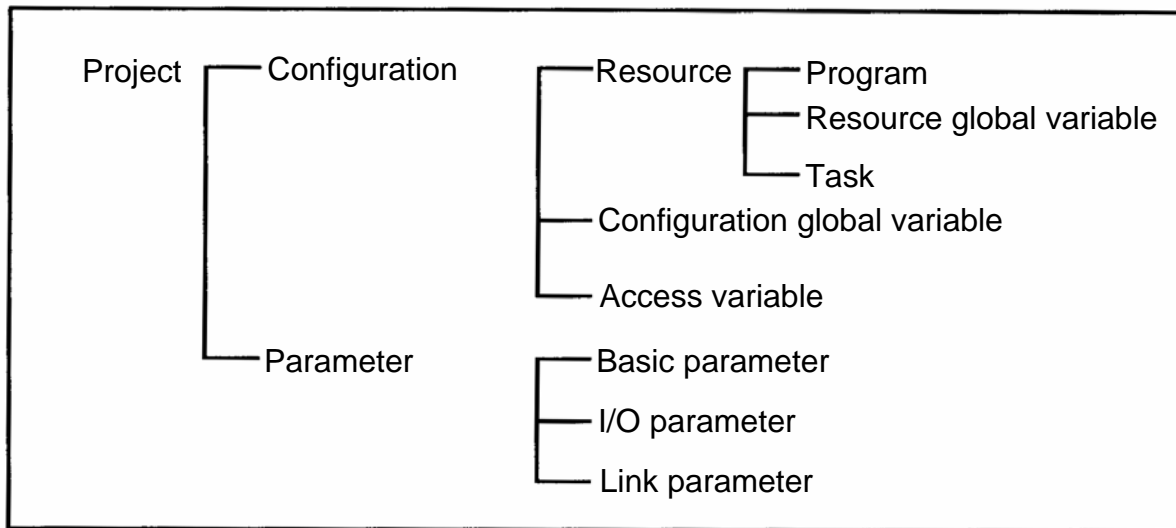 Project Configuration Resource Program
Resource global variable
Task
Configuration global variable
Access variable
Parameter Basic parameter
I/O parameter
Link parameter